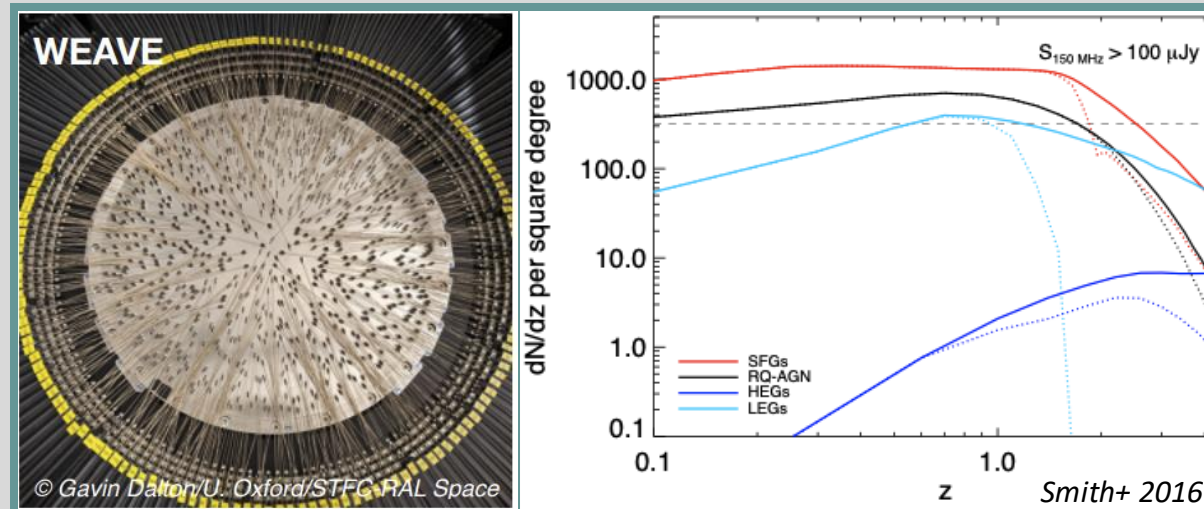 WEAVE
© Gavin Dalton/U. Oxford/STFC-RAL Space
S150 MHz > 100 μJy
dN/dz per square degree
1000.0
100.0
10.0
1.0
0.1
SFGs
RQ-AGN
HEGs
LEGs
0.1
1.0
z
Smith+ 2016